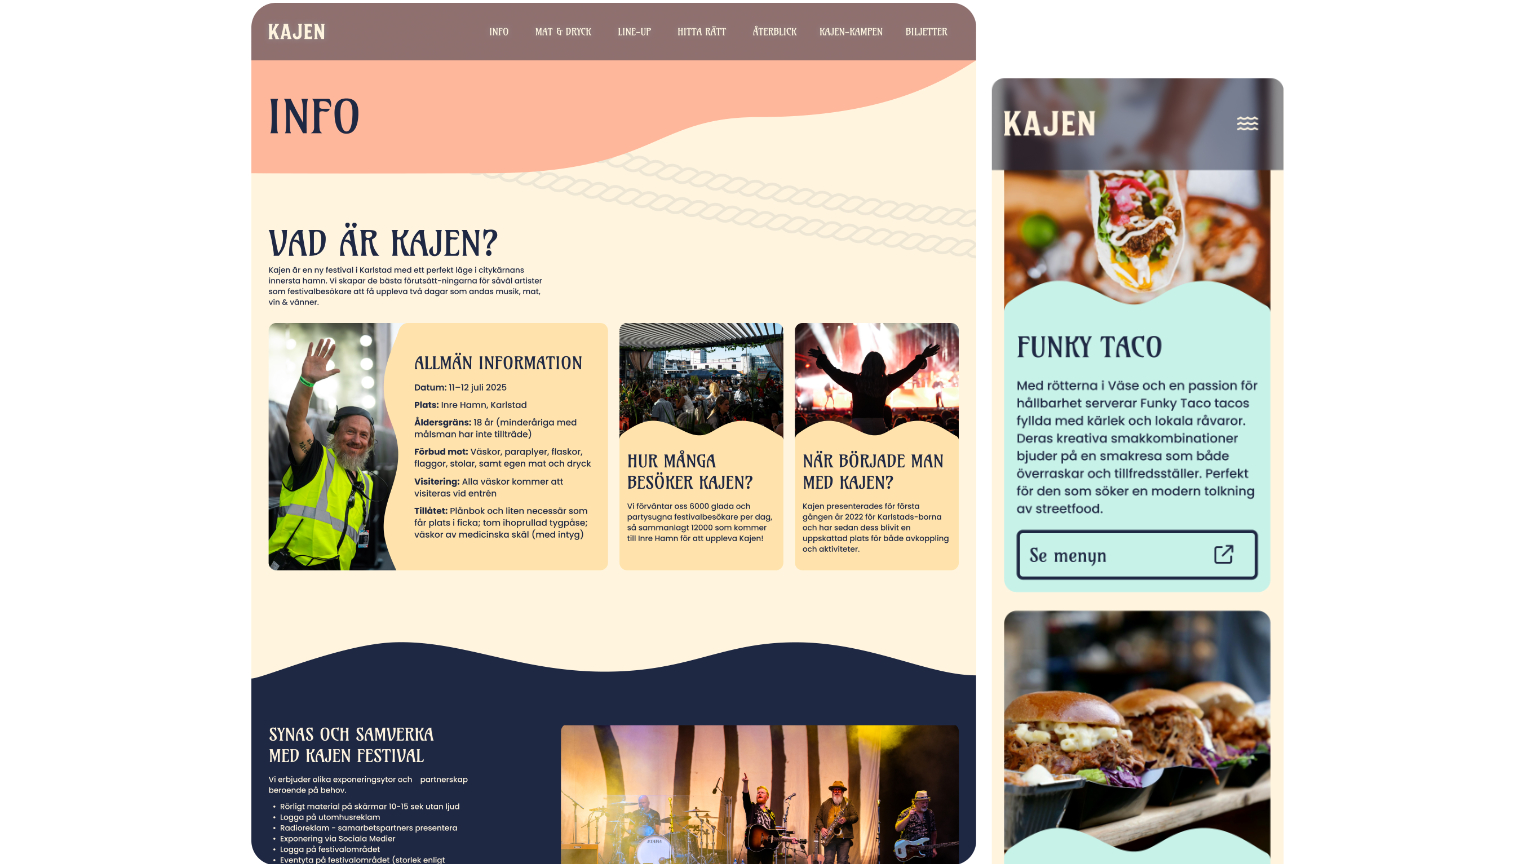 KAJEN
INFO MAT & DRYCK LINE-UP HITTA RÄTT ÅTERBLICK KAJEN-KAMPEN BILJETTER
INFO
VAD ÄR KAJEN?
Kajen är en ny festival i Karlstad med ett perfekt läge i citykärnans
innersta hamn. Vi skapar de bästa förutsätt-ningarna för såväl artister
som festivalbesökare att få uppleva två dagar som andas musik, mat,
vin & vänner.
ALLMÄN INFORMATION
Datum: 11–12 juli 2025
Plats: Inre Hamn, Karlstad
Åldersgräns: 18 år (minderåriga med
målsman har inte tillträde)
Förbud mot: Väskor, paraplyer, flaskor,
flaggor, stolar, samt egen mat och dryck
Visitering: Alla väskor kommer att
visiteras vid entrén
Tillåtet: Plånbok och liten necessär som
får plats i ficka; tom ihoprullad tygpåse;
väskor av medicinska skäl (med intyg)
HUR MÅNGA
BESÖKER KAJEN?
Vi förväntar oss 6000 glada och
partysugna festivalbesökare per dag,
så sammanlagt 12000 som kommer
till Inre Hamn för att uppleva Kajen!
NÄR BÖRJADE MAN
MED KAJEN?
Kajen presenterades för första
gången år 2022 för Karlstads-borna
och har sedan dess blivit en
uppskattad plats för både avkoppling
och aktiviteter.
SYNAS OCH SAMVERKA
MED KAJEN FESTIVAL
Vi erbjuder olika exponeringsytor och partnerskap
beroende på behov.
• Rörligt material på skärmar 10-15 sek utan ljud
• Logga på utomhusreklam
• Radioreklam - samarbetspartners presentera
• Exponering via Sociala Medier
• Logga på festivalområdet
• Eventyta på festivalområdet (storlek enligt
KAJEN
FUNKY TACO
Med rötterna i Väse och en passion för
hållbarhet serverar Funky Taco tacos
fyllda med kärlek och lokala råvaror.
Deras kreativa smakkombinationer
bjuder på en smakresa som både
överraskar och tillfredsställer. Perfekt
för den som söker en modern tolkning
av streetfood.
Se menyn